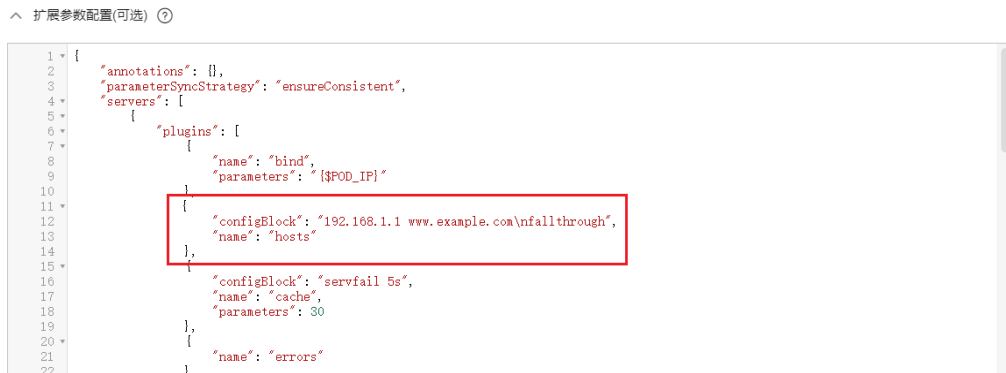 扩展参数配置(可选) ?
1 {
2 "annotations": {},
3 "parameterSyncStrategy": "ensureConsistent",
4 "servers": [
5 {
6 "plugins": [
7 {
8 "name": "bind",
9 "parameters": "{$POD_IP}"
10 },
11 {
12 "configBlock": "192.168.1.1 www.example.com\nfallthrough",
13 "name": "hosts"
14 },
15 {
16 "configBlock": "servfail 5s",
17 "name": "cache",
18 "parameters": 30
19 },
20 {
21 "name": "errors"
22 }